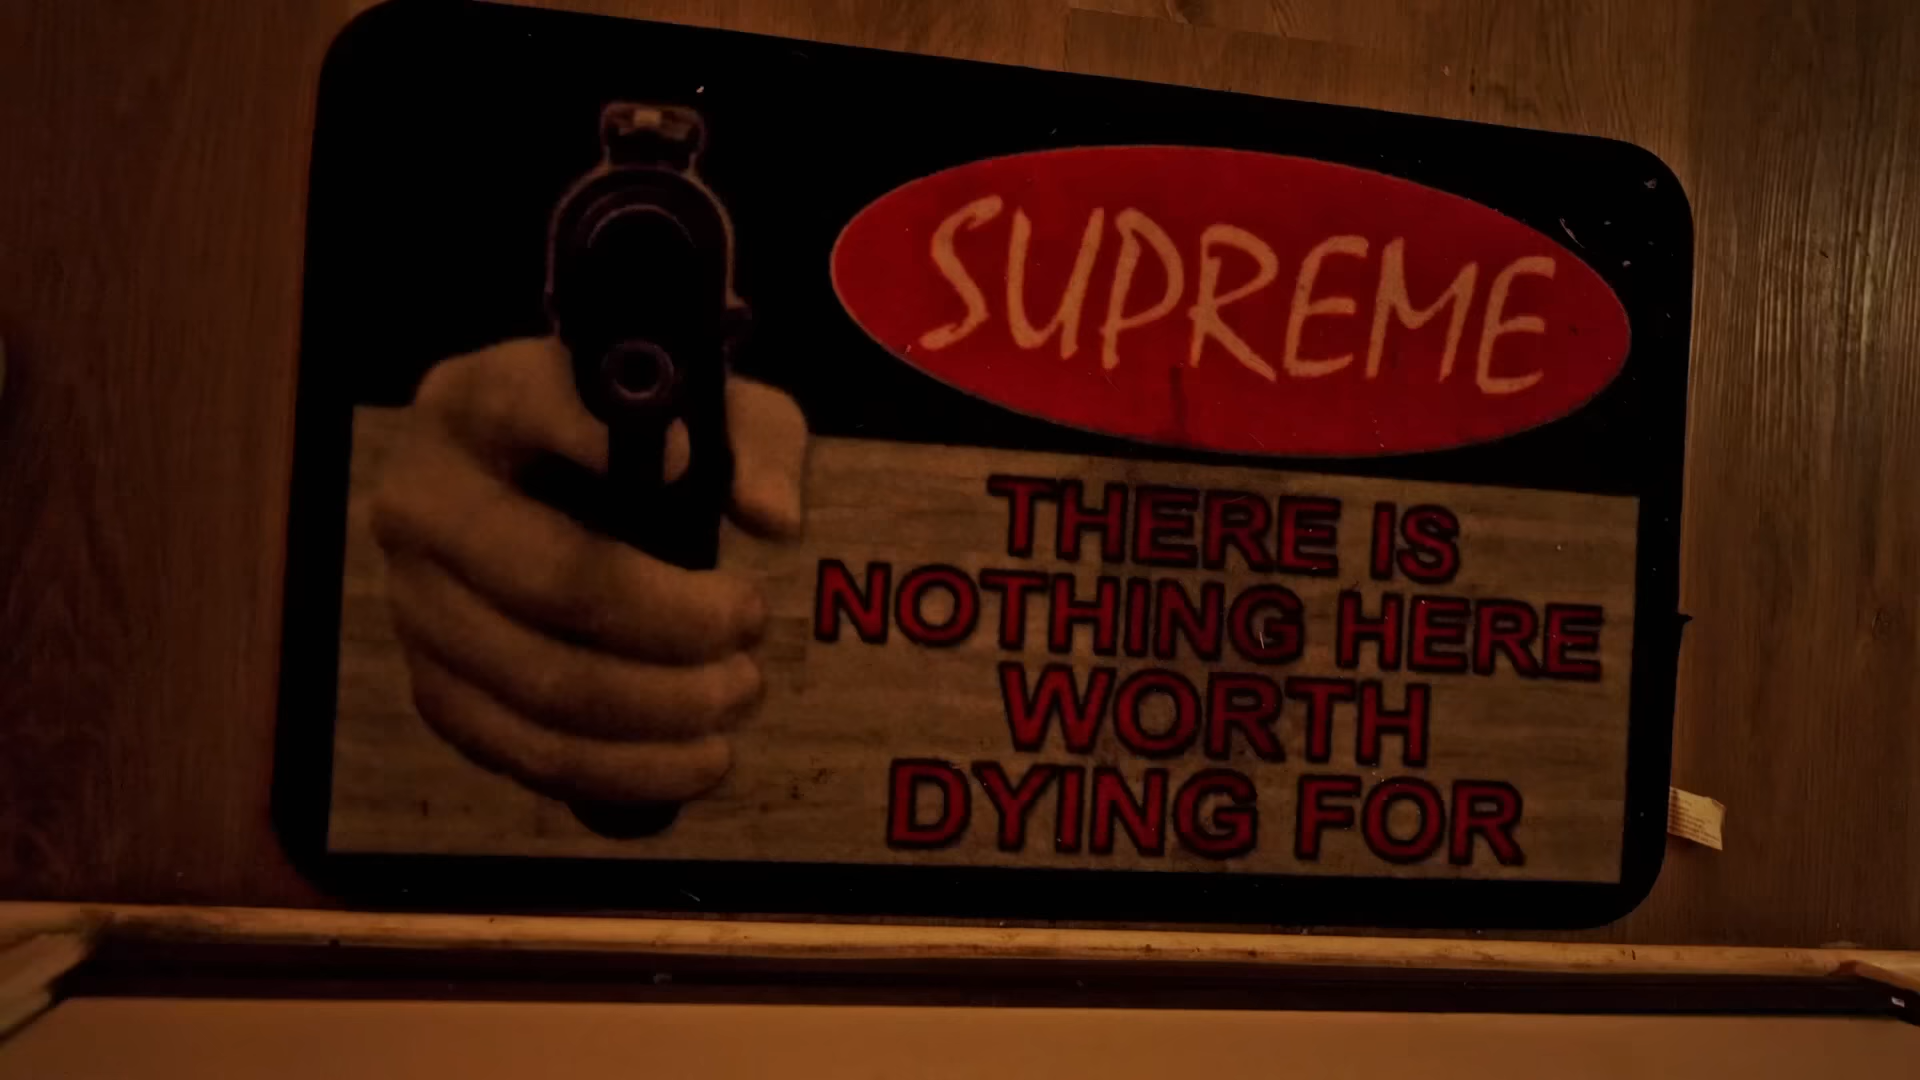 SUPREME
THERE IS
NOTHING HERE
WORTH
DYING FOR